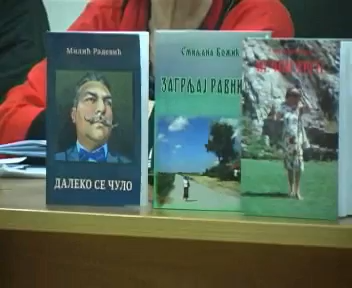 Милић Радевић
ДАЛЕКО СЕ ЧУЛО
Смиљана Божић
ЗАГРЉАЈ РАВНИ